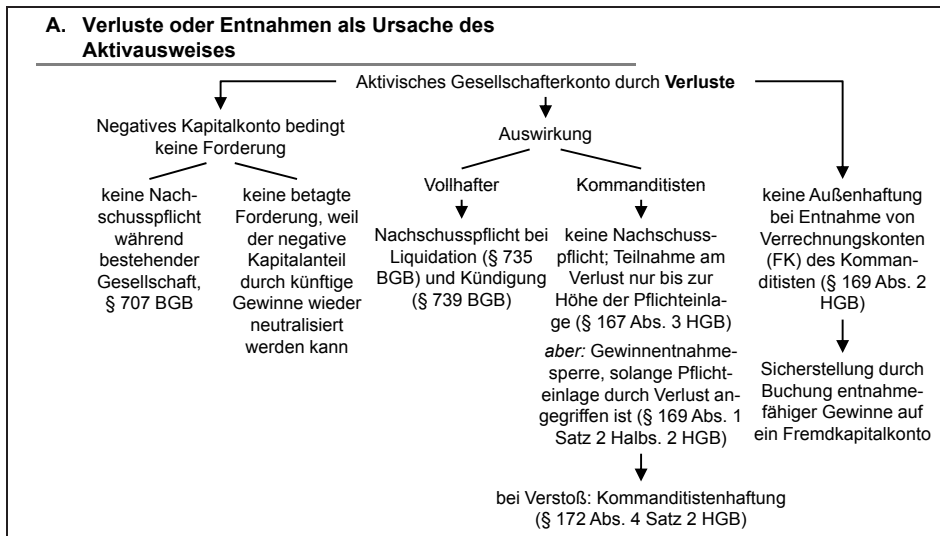 A. Verluste oder Entnahmen als Ursache des
Aktivausweises
Aktivisches Gesellschafterkonto durch Verluste
Negatives Kapitalkonto bedingt
keine Forderung
keine Nach-
schusspflicht
während
bestehender
Gesellschaft,
§ 707 BGB
keine betagte
Forderung, weil
der negative
Kapitalanteil
durch künftige
Gewinne wieder
neutralisiert
werden kann
Auswirkung
Vollhafter
Nachschusspflicht bei
Liquidation (§ 735
BGB) und Kündigung
(§ 739 BGB)
Kommanditisten
keine Nachschuss-
pflicht; Teilnahme am
Verlust nur bis zur
Höhe der Pflichteinla-
ge (§ 167 Abs. 3 HGB)
aber: Gewinnentnahme-
sperre, solange Pflicht-
einlage durch Verlust an-
gegriffen ist (§ 169 Abs. 1
Satz 2 Halbs. 2 HGB)
bei Verstoß: Kommanditistenhaftung
(§ 172 Abs. 4 Satz 2 HGB)
keine Außenhaftung
bei Entnahme von
Verrechnungskonten
(FK) des Komman-
ditisten (§ 169 Abs. 2
HGB)
Sicherstellung durch
Buchung entnahme-
fähiger Gewinne auf
ein Fremdkapitalkonto